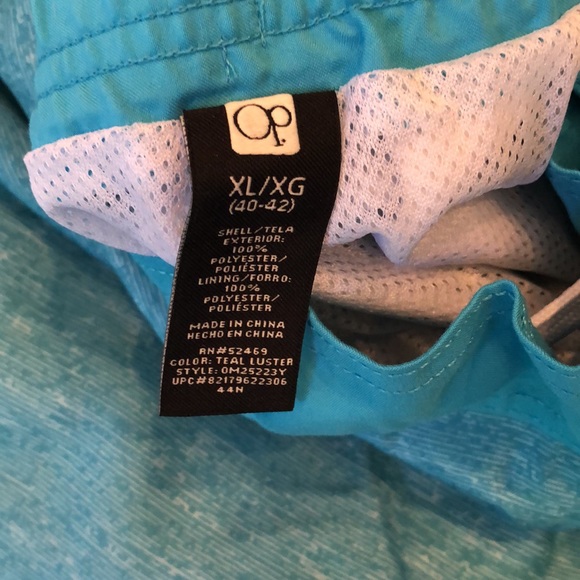 Op
XL/XG
(40-42)
SHELL/TELA
EXTERIOR:
100%
POLYESTER/
POLIÉSTER
LINING/FORRO:
100%
POLYESTER/
POLIÉSTER
MADE IN CHINA
HECHO EN CHINA
RN#52469
COLOR: TEAL LUSTER
STYLE: OM25223Y
UPC#82179622306
44N